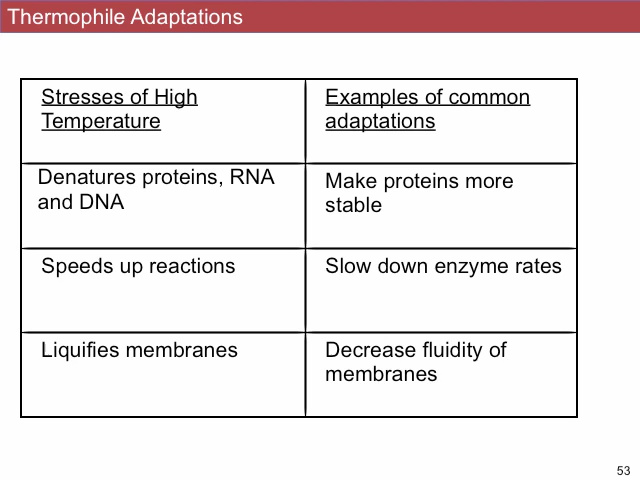 Thermophile Adaptations
Stresses of High
Temperature
Examples of common
adaptations
Denatures proteins, RNA
and DNA
Make proteins more
stable
Speeds up reactions
Slow down enzyme rates
Liquifies membranes
Decrease fluidity of
membranes
53